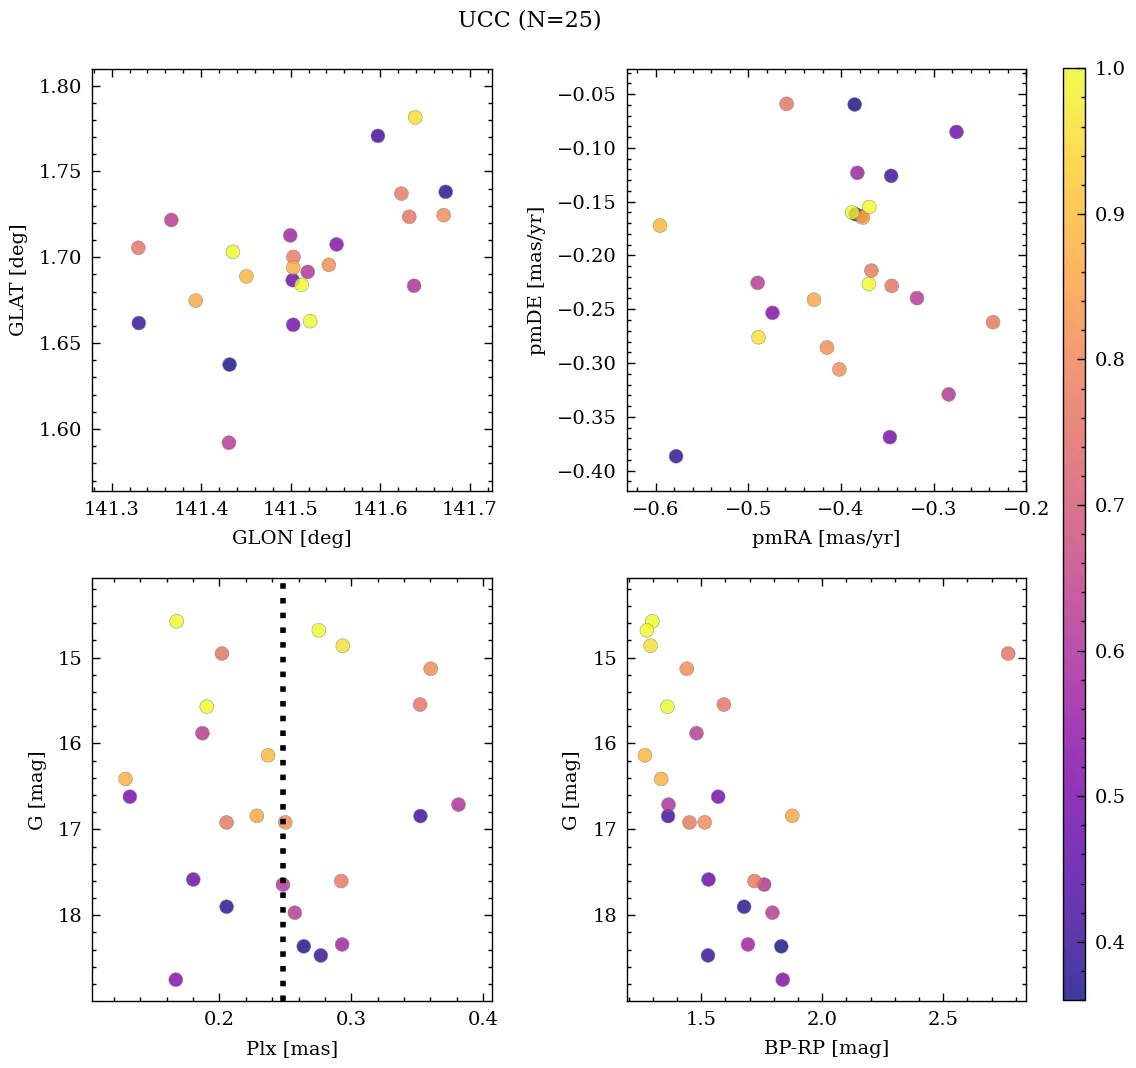 UCC (N=25)
1.80
1.75
1.70
1.65
1.60
GLAT [deg]
141.3 141.4 141.5 141.6 141.7
GLON [deg]
−0.05
−0.10
−0.15
−0.20
−0.25
−0.30
−0.35
−0.40
pmDE [mas/yr]
−0.6 −0.5 −0.4 −0.3 −0.2
pmRA [mas/yr]
15
16
17
18
G [mag]
0.2 0.3 0.4
Plx [mas]
15
16
17
18
G [mag]
1.5 2.0 2.5
BP-RP [mag]
1.0
0.9
0.8
0.7
0.6
0.5
0.4